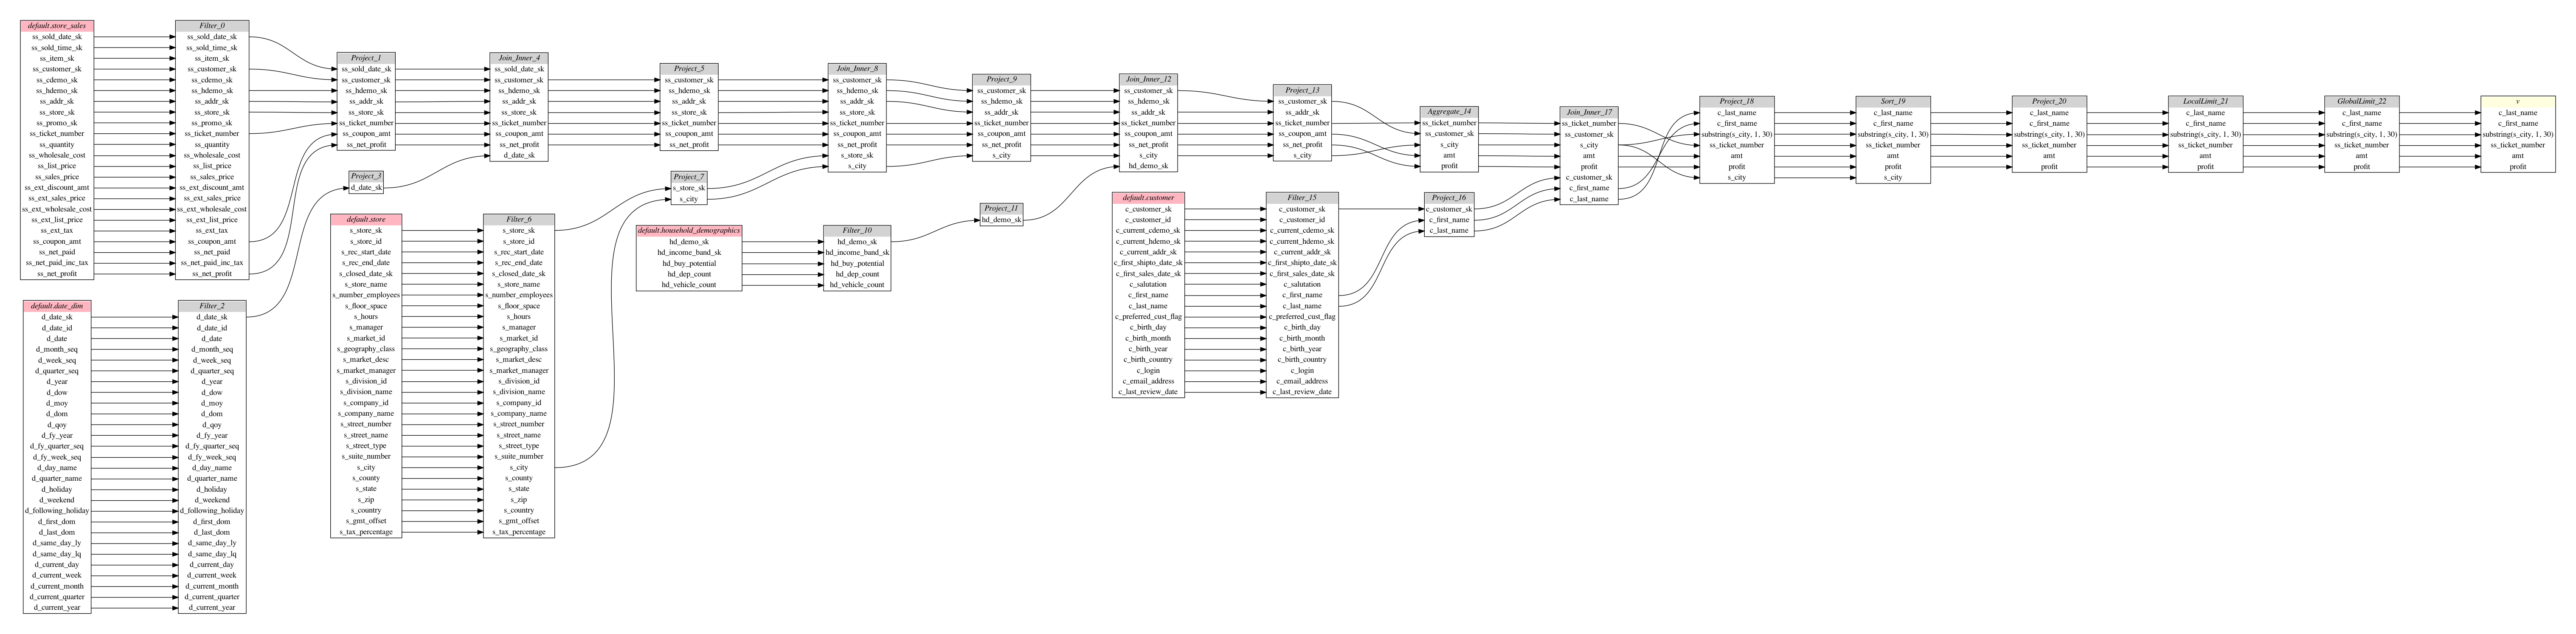 default.store_sales
ss_sold_date_sk
ss_sold_time_sk
ss_item_sk
ss_customer_sk
ss_cdemo_sk
ss_hdemo_sk
ss_addr_sk
ss_store_sk
ss_promo_sk
ss_ticket_number
ss_quantity
ss_wholesale_cost
ss_list_price
ss_sales_price
ss_ext_discount_amt
ss_ext_sales_price
ss_ext_wholesale_cost
ss_ext_list_price
ss_ext_tax
ss_coupon_amt
ss_net_paid
ss_net_paid_inc_tax
ss_net_profit
default.date_dim
d_date_sk
d_date_id
d_date
d_month_seq
d_week_seq
d_quarter_seq
d_year
d_dow
d_moy
d_dom
d_qoy
d_fy_year
d_fy_quarter_seq
d_fy_week_seq
d_day_name
d_quarter_name
d_holiday
d_weekend
d_following_holiday
d_first_dom
d_last_dom
d_same_day_ly
d_same_day_lq
d_current_day
d_current_week
d_current_month
d_current_quarter
d_current_year
Filter_0
ss_sold_date_sk
ss_sold_time_sk
ss_item_sk
ss_customer_sk
ss_cdemo_sk
ss_hdemo_sk
ss_addr_sk
ss_store_sk
ss_promo_sk
ss_ticket_number
ss_quantity
ss_wholesale_cost
ss_list_price
ss_sales_price
ss_ext_discount_amt
ss_ext_sales_price
ss_ext_wholesale_cost
ss_ext_list_price
ss_ext_tax
ss_coupon_amt
ss_net_paid
ss_net_paid_inc_tax
ss_net_profit
Filter_2
d_date_sk
d_date_id
d_date
d_month_seq
d_week_seq
d_quarter_seq
d_year
d_dow
d_moy
d_dom
d_qoy
d_fy_year
d_fy_quarter_seq
d_fy_week_seq
d_day_name
d_quarter_name
d_holiday
d_weekend
d_following_holiday
d_first_dom
d_last_dom
d_same_day_ly
d_same_day_lq
d_current_day
d_current_week
d_current_month
d_current_quarter
d_current_year
Project_1
ss_sold_date_sk
ss_customer_sk
ss_hdemo_sk
ss_addr_sk
ss_store_sk
ss_ticket_number
ss_coupon_amt
ss_net_profit
Project_3
d_date_sk
default.store
s_store_sk
s_store_id
s_rec_start_date
s_rec_end_date
s_closed_date_sk
s_store_name
s_number_employees
s_floor_space
s_hours
s_manager
s_market_id
s_geography_class
s_market_desc
s_market_manager
s_division_id
s_division_name
s_company_id
s_company_name
s_street_number
s_street_name
s_street_type
s_suite_number
s_city
s_county
s_state
s_zip
s_country
s_gmt_offset
s_tax_percentage
Join_Inner_4
ss_sold_date_sk
ss_customer_sk
ss_hdemo_sk
ss_addr_sk
ss_store_sk
ss_ticket_number
ss_coupon_amt
ss_net_profit
d_date_sk
Filter_6
s_store_sk
s_store_id
s_rec_start_date
s_rec_end_date
s_closed_date_sk
s_store_name
s_number_employees
s_floor_space
s_hours
s_manager
s_market_id
s_geography_class
s_market_desc
s_market_manager
s_division_id
s_division_name
s_company_id
s_company_name
s_street_number
s_street_name
s_street_type
s_suite_number
s_city
s_county
s_state
s_zip
s_country
s_gmt_offset
s_tax_percentage
Project_5
ss_customer_sk
ss_hdemo_sk
ss_addr_sk
ss_store_sk
ss_ticket_number
ss_coupon_amt
ss_net_profit
Project_7
s_store_sk
s_city
default.household_demographics
hd_demo_sk
hd_income_band_sk
hd_buy_potential
hd_dep_count
hd_vehicle_count
Join_Inner_8
ss_customer_sk
ss_hdemo_sk
ss_addr_sk
ss_store_sk
ss_ticket_number
ss_coupon_amt
ss_net_profit
s_store_sk
s_city
Filter_10
hd_demo_sk
hd_income_band_sk
hd_buy_potential
hd_dep_count
hd_vehicle_count
Project_9
ss_customer_sk
ss_hdemo_sk
ss_addr_sk
ss_ticket_number
ss_coupon_amt
ss_net_profit
s_city
Project_11
hd_demo_sk
Join_Inner_12
ss_customer_sk
ss_hdemo_sk
ss_addr_sk
ss_ticket_number
ss_coupon_amt
ss_net_profit
s_city
hd_demo_sk
default.customer
c_customer_sk
c_customer_id
c_current_cdemo_sk
c_current_hdemo_sk
c_current_addr_sk
c_first_shipto_date_sk
c_first_sales_date_sk
c_salutation
c_first_name
c_last_name
c_preferred_cust_flag
c_birth_day
c_birth_month
c_birth_year
c_birth_country
c_login
c_email_address
c_last_review_date
Project_13
ss_customer_sk
ss_addr_sk
ss_ticket_number
ss_coupon_amt
ss_net_profit
s_city
Filter_15
c_customer_sk
c_customer_id
c_current_cdemo_sk
c_current_hdemo_sk
c_current_addr_sk
c_first_shipto_date_sk
c_first_sales_date_sk
c_salutation
c_first_name
c_last_name
c_preferred_cust_flag
c_birth_day
c_birth_month
c_birth_year
c_birth_country
c_login
c_email_address
c_last_review_date
Aggregate_14
ss_ticket_number
ss_customer_sk
s_city
amt
profit
Project_16
c_customer_sk
c_first_name
c_last_name
Join_Inner_17
ss_ticket_number
ss_customer_sk
s_city
amt
profit
c_customer_sk
c_first_name
c_last_name
Project_18
c_last_name
c_first_name
substring(s_city, 1, 30)
ss_ticket_number
amt
profit
s_city
Sort_19
c_last_name
c_first_name
substring(s_city, 1, 30)
ss_ticket_number
amt
profit
s_city
Project_20
c_last_name
c_first_name
substring(s_city, 1, 30)
ss_ticket_number
amt
profit
LocalLimit_21
c_last_name
c_first_name
substring(s_city, 1, 30)
ss_ticket_number
amt
profit
GlobalLimit_22
c_last_name
c_first_name
substring(s_city, 1, 30)
ss_ticket_number
amt
profit
v
c_last_name
c_first_name
substring(s_city, 1, 30)
ss_ticket_number
amt
profit